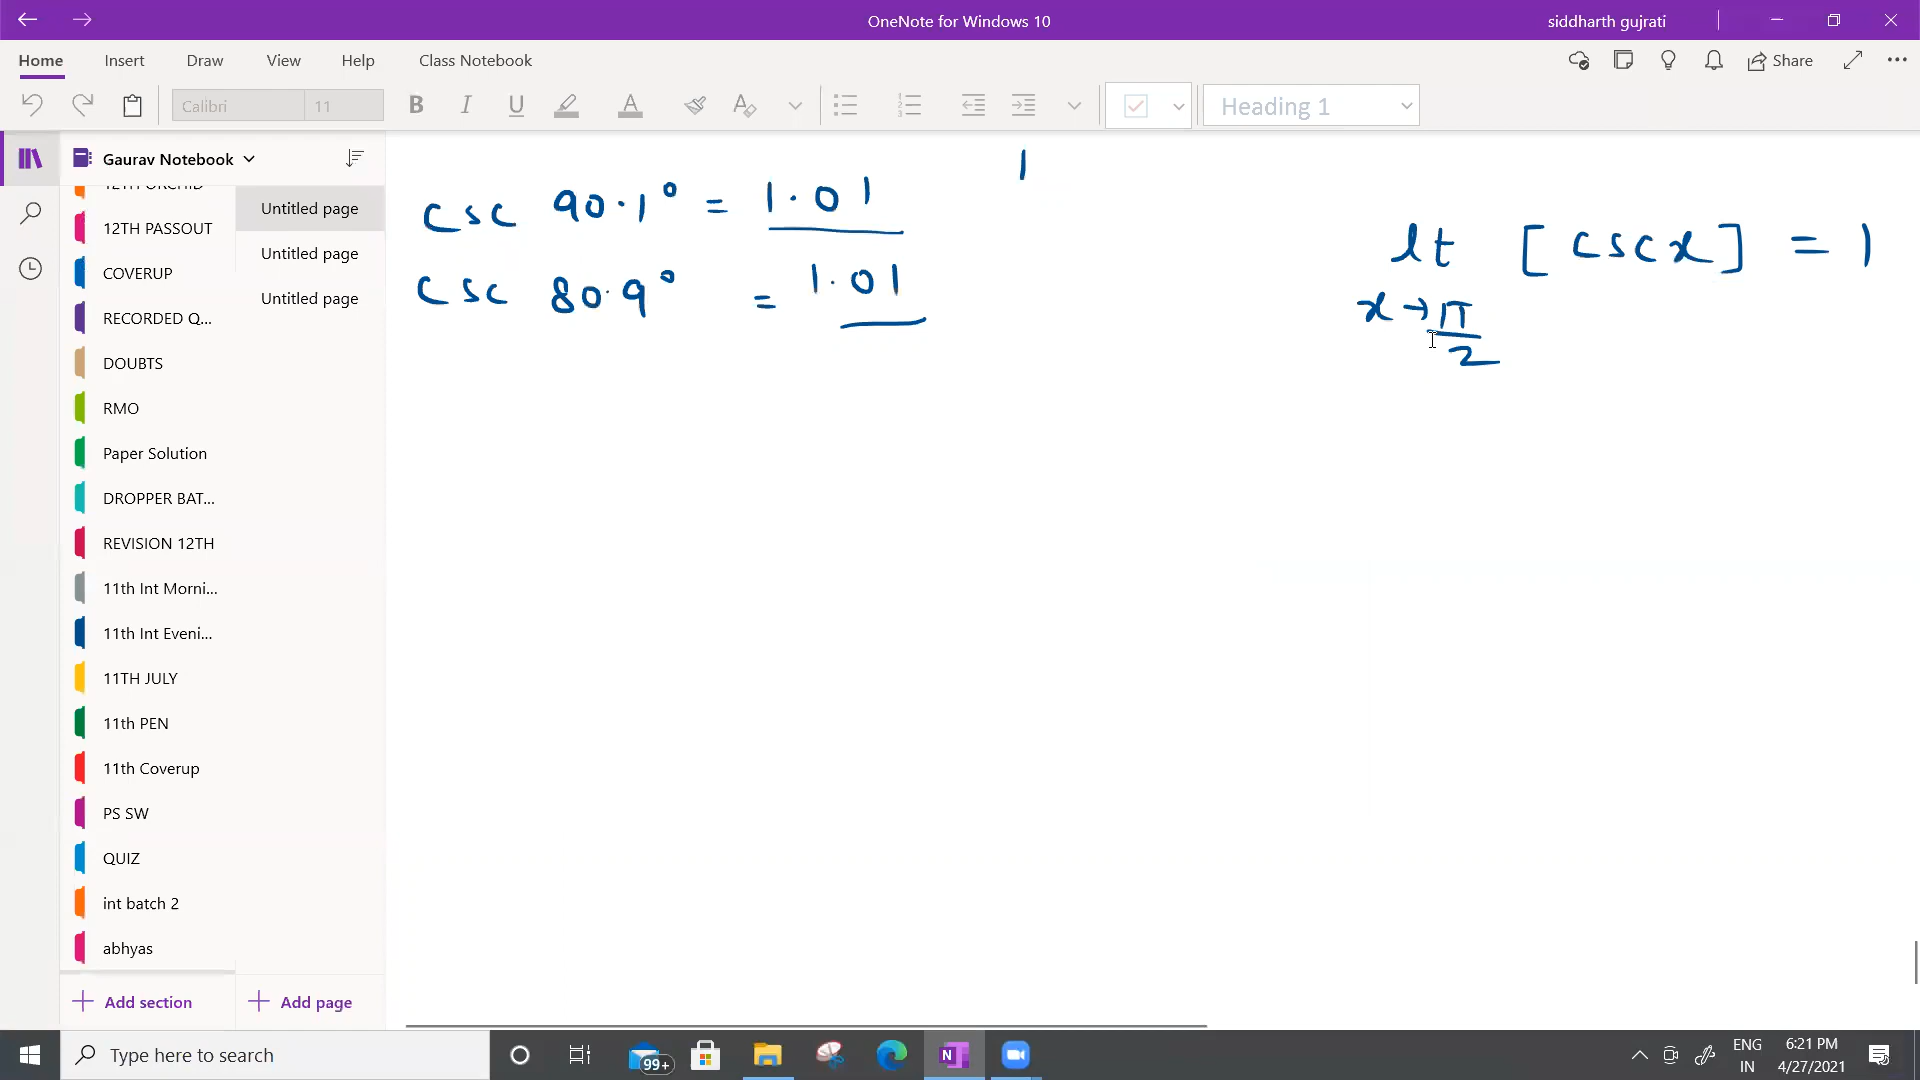 OneNote for Windows 10
siddharth gujrati
Home Insert Draw View Help Class Notebook
Share
Calibri 11
B I U A
Heading 1
Gaurav Notebook
12TH ORCHID
12TH PASSOUT
COVERUP
RECORDED Q...
DOUBTS
RMO
Paper Solution
DROPPER BAT...
REVISION 12TH
11th Int Morni...
11th Int Eveni...
11TH JULY
11th PEN
11th Coverup
PS SW
QUIZ
int batch 2
abhyas
Add section
Untitled page
Untitled page
Untitled page
Add page
1
csc 90.1° = 1.01
csc 80.9° = 1.01
lt [cscx] = 1
x→π/2
Type here to search
99+
N
ENG
IN
6:21 PM
4/27/2021